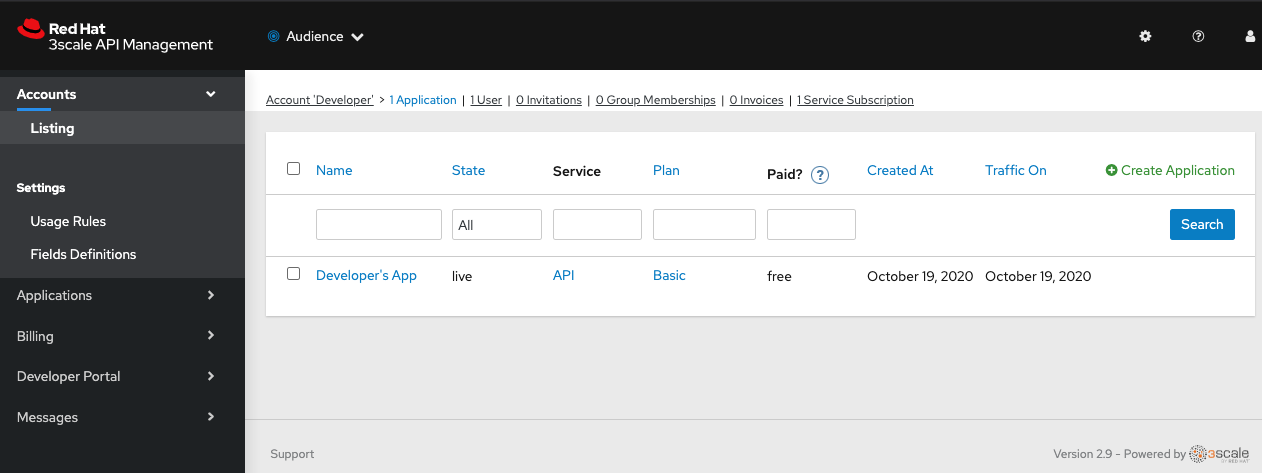 Red Hat
3scale API Management
Audience
Accounts
Listing
Settings
Usage Rules
Fields Definitions
Applications
Billing
Developer Portal
Messages
Account 'Developer' > 1 Application | 1 User | 0 Invitations | 0 Group Memberships | 0 Invoices | 1 Service Subscription
Name State Service Plan Paid? ? Created At Traffic On Create Application
All Search
Developer's App live API Basic free October 19, 2020 October 19, 2020
Support
Version 2.9 - Powered by 3scale
BY RED HAT